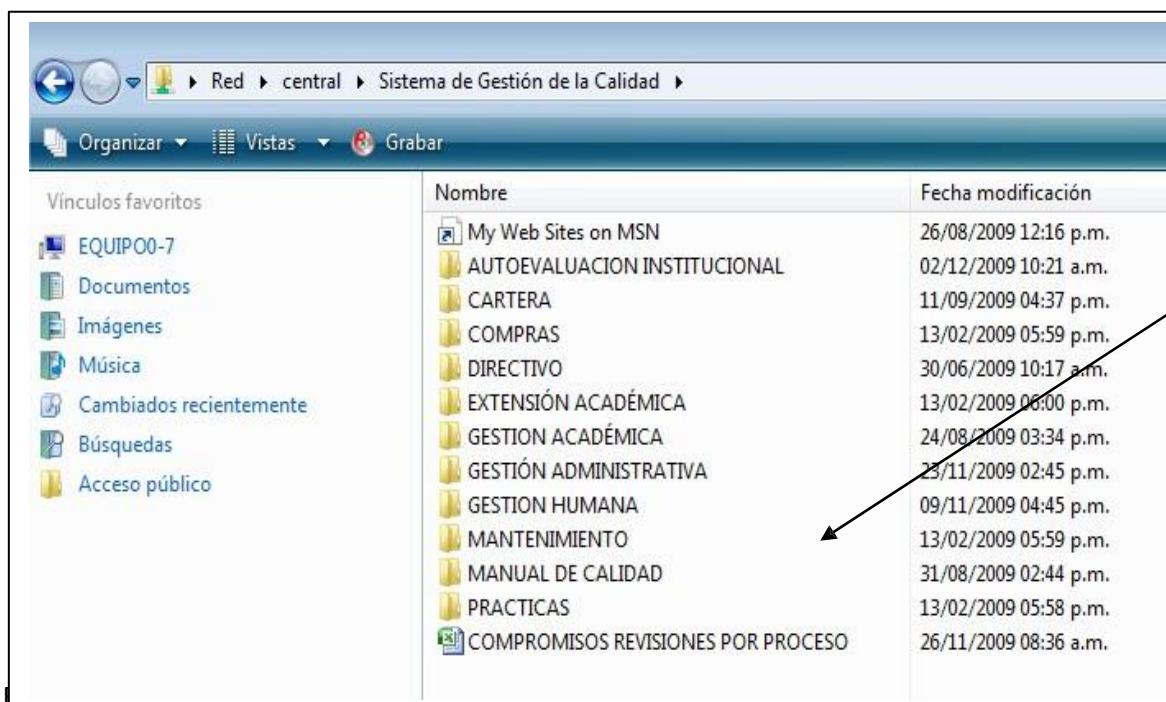 Red ▸ central ▸ Sistema de Gestión de la Calidad ▸
Organizar Vistas Grabar
Vínculos favoritos
EQUIPO0-7
Documentos
Imágenes
Música
Cambiados recientemente
Búsquedas
Acceso público
Nombre Fecha modificación
My Web Sites on MSN 26/08/2009 12:16 p.m.
AUTOEVALUACION INSTITUCIONAL 02/12/2009 10:21 a.m.
CARTERA 11/09/2009 04:37 p.m.
COMPRAS 13/02/2009 05:59 p.m.
DIRECTIVO 30/06/2009 10:17 a.m.
EXTENSIÓN ACADÉMICA 13/02/2009 06:00 p.m.
GESTION ACADÉMICA 24/08/2009 03:34 p.m.
GESTIÓN ADMINISTRATIVA 23/11/2009 02:45 p.m.
GESTION HUMANA 09/11/2009 04:45 p.m.
MANTENIMIENTO 13/02/2009 05:59 p.m.
MANUAL DE CALIDAD 31/08/2009 02:44 p.m.
PRACTICAS 13/02/2009 05:58 p.m.
COMPROMISOS REVISIONES POR PROCESO 26/11/2009 08:36 a.m.